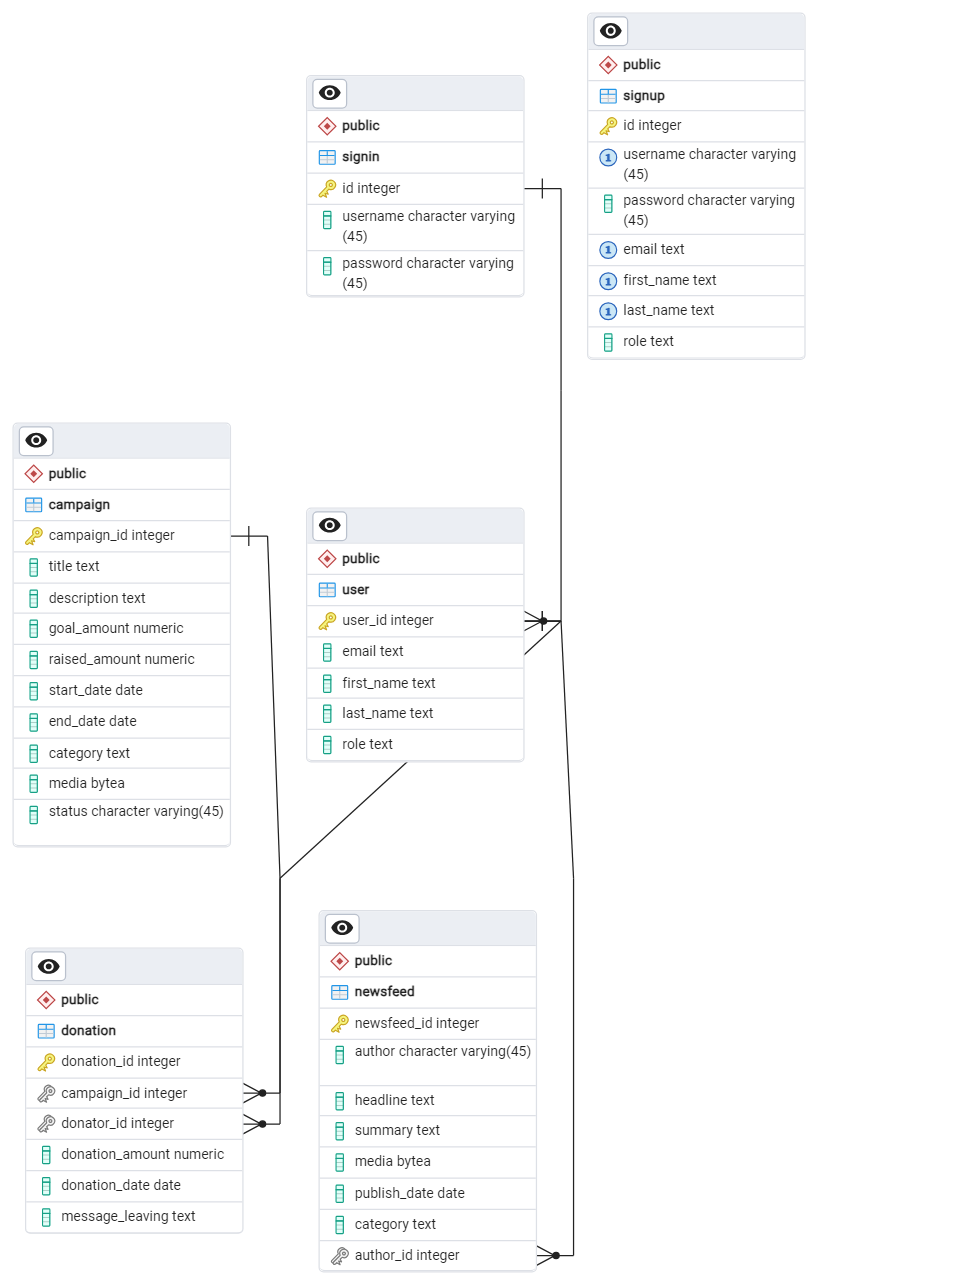 public
signup
id integer
username character varying
(45)
password character varying
(45)
email text
first_name text
last_name text
role text
public
signin
id integer
username character varying
(45)
password character varying
(45)
public
campaign
campaign_id integer
title text
description text
goal_amount numeric
raised_amount numeric
start_date date
end_date date
category text
media bytea
status character varying(45)
public
user
user_id integer
email text
first_name text
last_name text
role text
public
donation
donation_id integer
campaign_id integer
donator_id integer
donation_amount numeric
donation_date date
message_leaving text
public
newsfeed
newsfeed_id integer
author character varying(45)
headline text
summary text
media bytea
publish_date date
category text
author_id integer